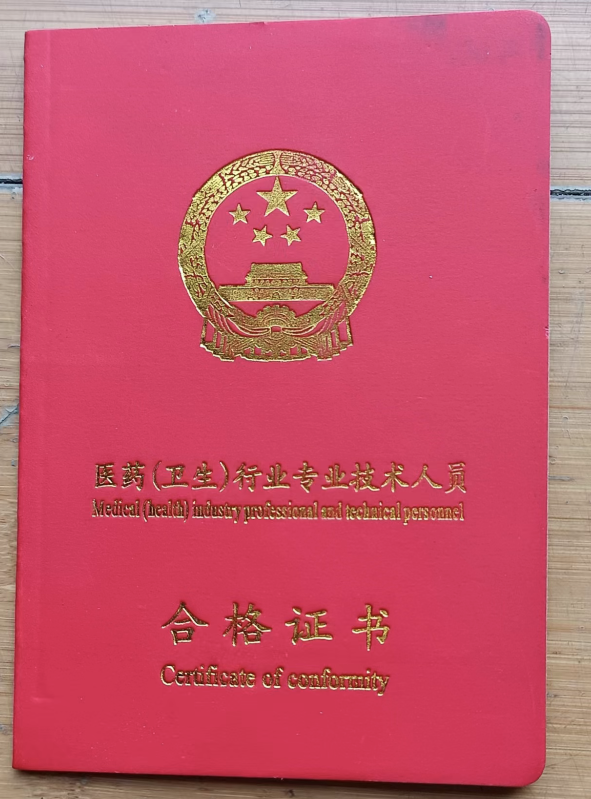 医药(卫生)行业专业技术人员
Medical (health) industry professional and technical personnel
合格证书
Certificate of conformity